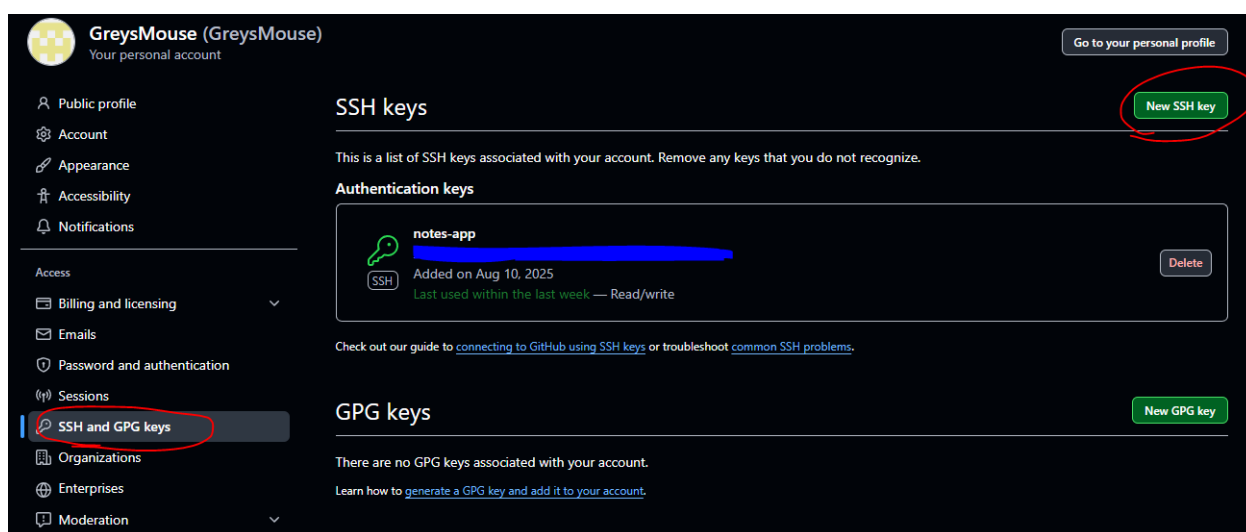 GreysMouse (GreysMouse)
Your personal account
Go to your personal profile
Public profile
Account
Appearance
Accessibility
Notifications
Access
Billing and licensing
Emails
Password and authentication
Sessions
SSH and GPG keys
Organizations
Enterprises
Moderation
SSH keys
New SSH key
This is a list of SSH keys associated with your account. Remove any keys that you do not recognize.
Authentication keys
notes-app
SSH
Added on Aug 10, 2025
Last used within the last week — Read/write
Delete
Check out our guide to connecting to GitHub using SSH keys or troubleshoot common SSH problems.
GPG keys
New GPG key
There are no GPG keys associated with your account.
Learn how to generate a GPG key and add it to your account.